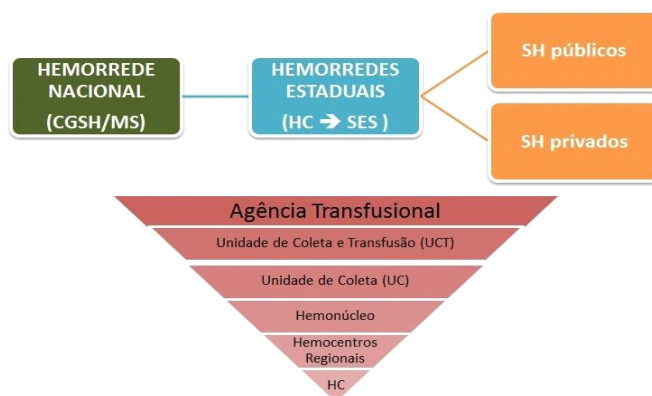 HEMORREDE
NACIONAL
(CGSH/MS)
HEMORREDES
ESTADUAIS
(HC ➔ SES )
SH públicos
SH privados
Agência Transfusional
Unidade de Coleta e Transfusão (UCT)
Unidade de Coleta (UC)
Hemonúcleo
Hemocentros
Regionais
HC